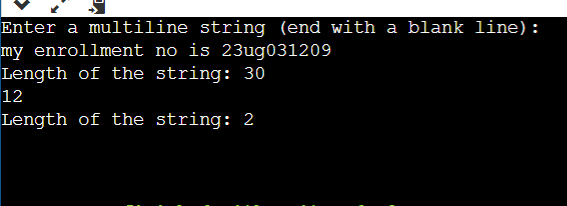 Enter a multiline string (end with a blank line):
my enrollment no is 23ug031209
Length of the string: 30
12
Length of the string: 2